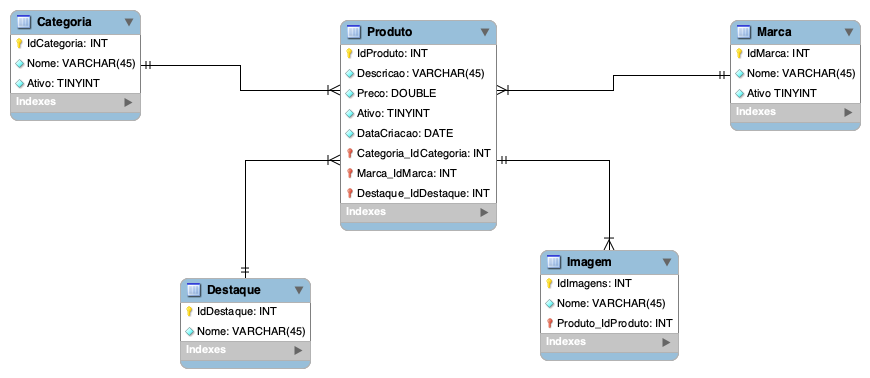 Categoria
IdCategoria: INT
Nome: VARCHAR(45)
Ativo: TINYINT
Indexes
Produto
IdProduto: INT
Descricao: VARCHAR(45)
Preco: DOUBLE
Ativo: TINYINT
DataCriacao: DATE
Categoria_IdCategoria: INT
Marca_IdMarca: INT
Destaque_IdDestaque: INT
Indexes
Marca
IdMarca: INT
Nome: VARCHAR(45)
Ativo TINYINT
Indexes
Destaque
IdDestaque: INT
Nome: VARCHAR(45)
Indexes
Imagem
IdImagens: INT
Nome: VARCHAR(45)
Produto_IdProduto: INT
Indexes